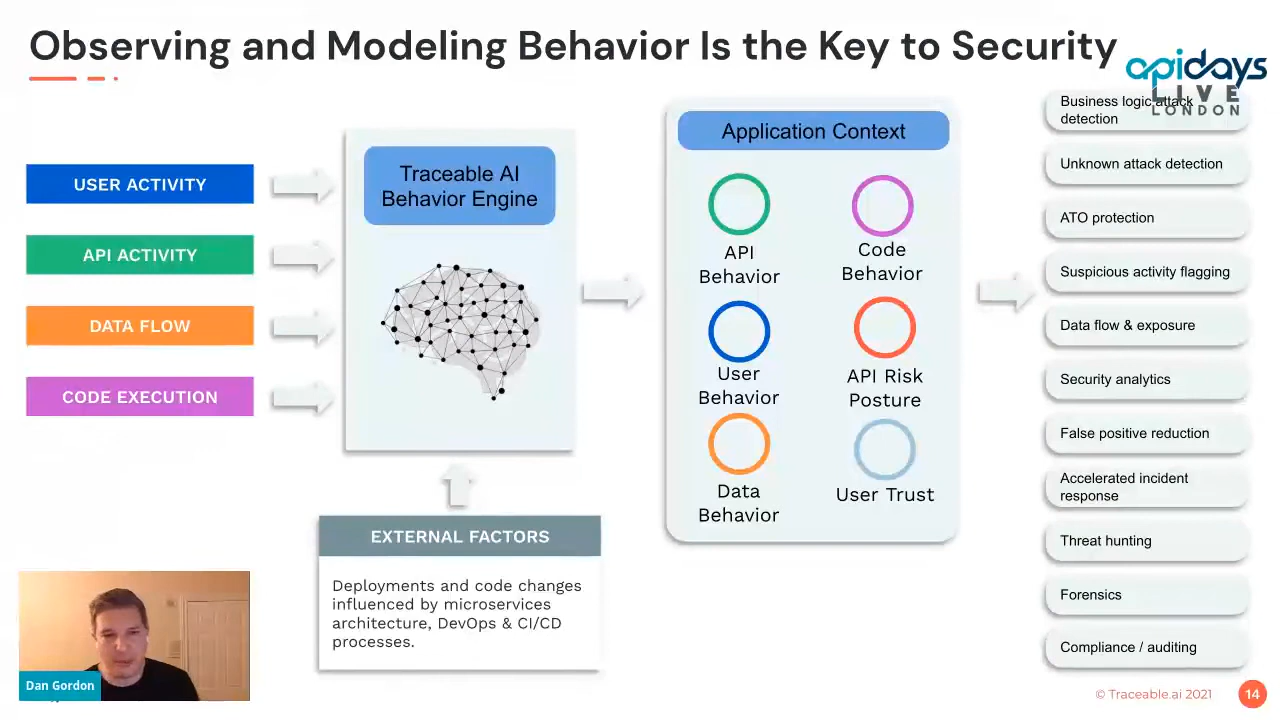 Observing and Modeling Behavior Is the Key to Security
apidays
LIVE
LONDON
USER ACTIVITY
API ACTIVITY
DATA FLOW
CODE EXECUTION
Traceable AI
Behavior Engine
EXTERNAL FACTORS
Deployments and code changes
influenced by microservices
architecture, DevOps & CI/CD
processes.
Application Context
API
Behavior
Code
Behavior
User
Behavior
API Risk
Posture
Data
Behavior
User Trust
Business logic attack
detection
Unknown attack detection
ATO protection
Suspicious activity flagging
Data flow & exposure
Security analytics
False positive reduction
Accelerated incident
response
Threat hunting
Forensics
Compliance / auditing
Dan Gordon
© Traceable.ai 2021
14